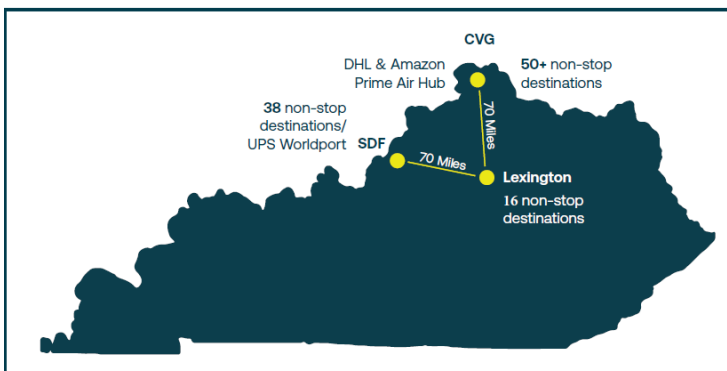 CVG
DHL & Amazon
Prime Air Hub
50+ non-stop
destinations
38 non-stop
destinations/
UPS Worldport
SDF
70 Miles
70 Miles
Lexington
16 non-stop
destinations